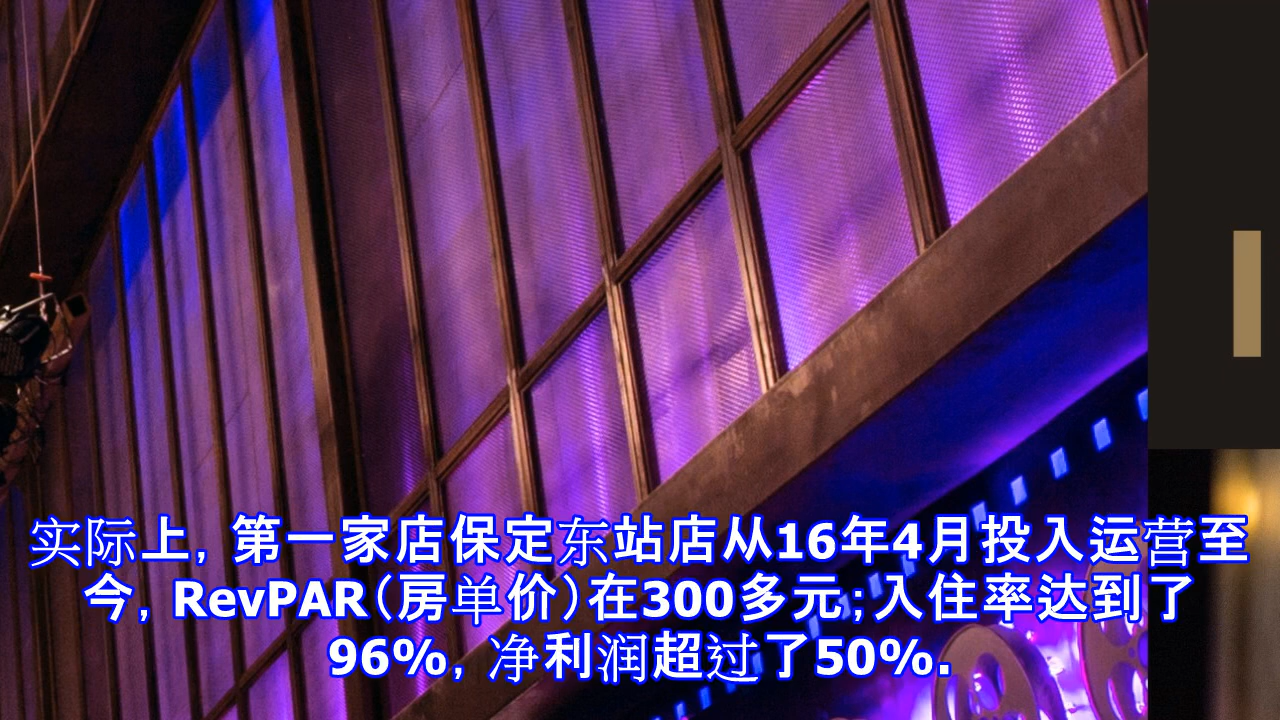 实际上, 第一家店保定东站店从16年4月投入运营至
今, RevPAR(房单价)在300多元;入住率达到了
96%, 净利润超过了50%.